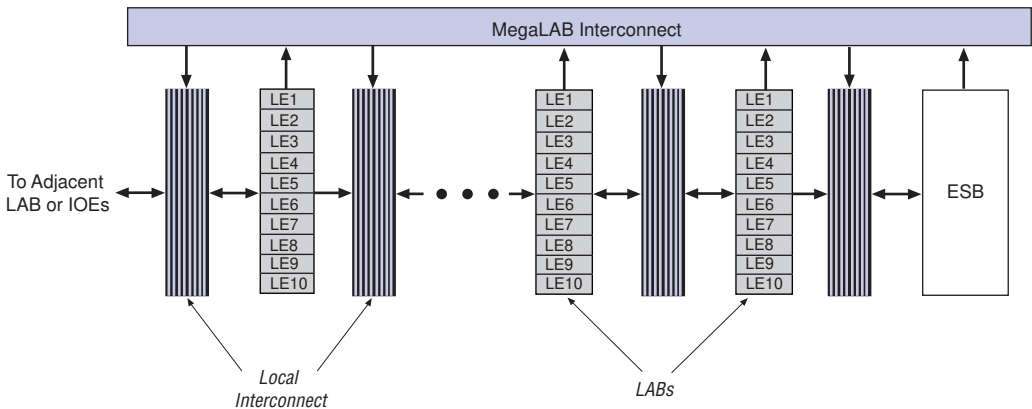 MegaLAB Interconnect
LE1
LE2
LE3
LE4
LE5
LE6
LE7
LE8
LE9
LE10
LE1
LE2
LE3
LE4
LE5
LE6
LE7
LE8
LE9
LE10
LE1
LE2
LE3
LE4
LE5
LE6
LE7
LE8
LE9
LE10
To Adjacent
LAB or IOEs
ESB
Local
Interconnect
LABs